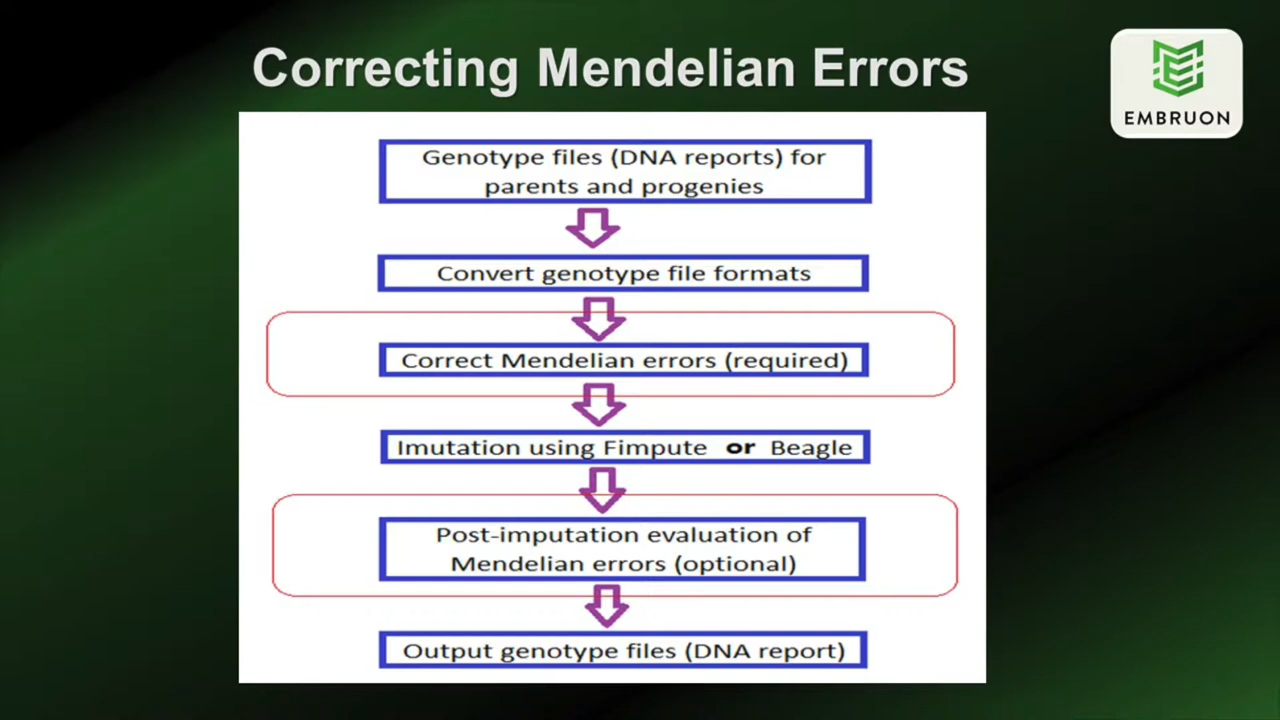 Correcting Mendelian Errors
EMBRUON
Genotype files (DNA reports) for
parents and progenies
Convert genotype file formats
Correct Mendelian errors (required)
Imutation using Fimpute or Beagle
Post-imputation evaluation of
Mendelian errors (optional)
Output genotype files (DNA report)